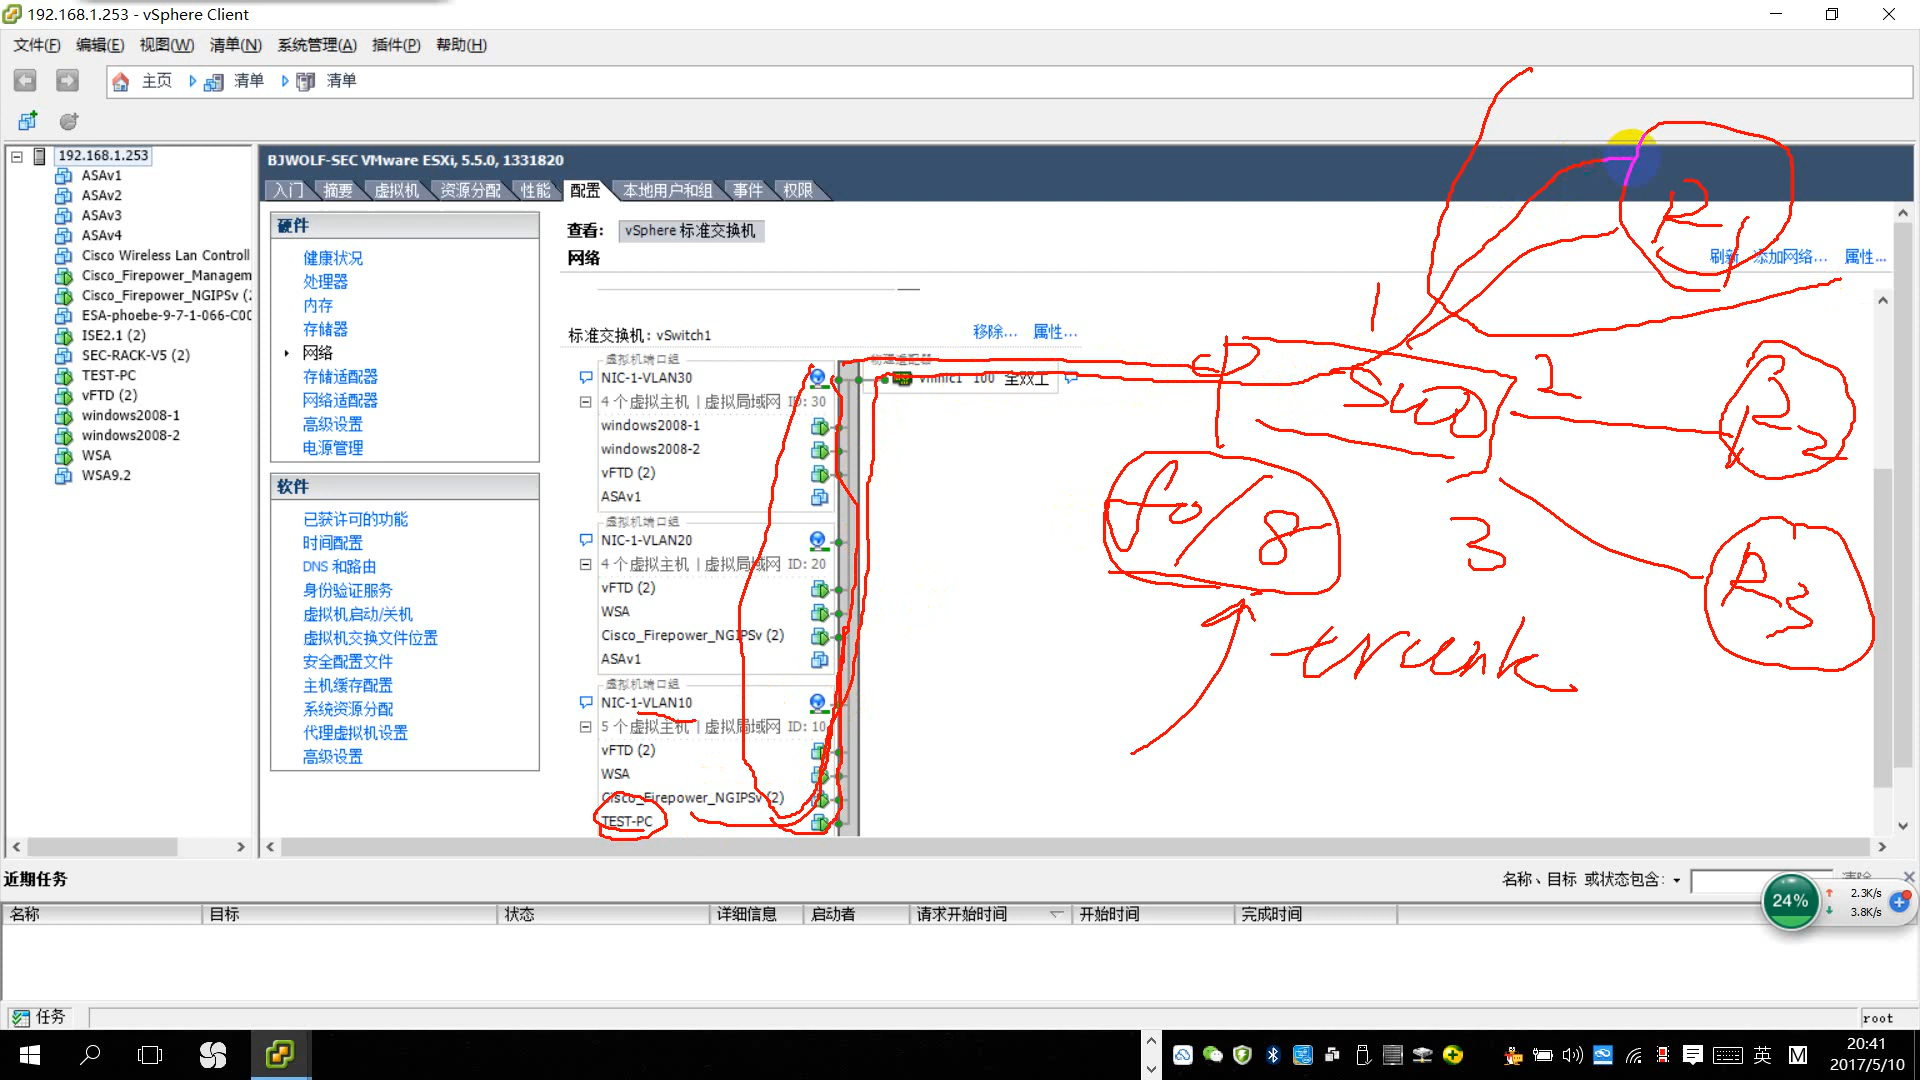 192.168.1.253 - vSphere Client
文件(F) 编辑(E) 视图(W) 清单(N) 系统管理(A) 插件(P) 帮助(H)
主页 清单 清单
192.168.1.253
ASAv1
ASAv2
ASAv3
ASAv4
Cisco Wireless Lan Controll
Cisco_Firepower_Managem
Cisco_Firepower_NGIPSv (2
ESA-phoebe-9-7-1-066-C00
ISE2.1 (2)
SEC-RACK-V5 (2)
TEST-PC
vFTD (2)
windows2008-1
windows2008-2
WSA
WSA9.2
BJWOLF-SEC VMware ESXi, 5.5.0, 1331820
入门 摘要 虚拟机 资源分配 性能 配置 本地用户和组 事件 权限
硬件
健康状况
处理器
内存
存储器
网络
存储适配器
网络适配器
高级设置
电源管理
软件
已获许可的功能
时间配置
DNS 和路由
身份验证服务
虚拟机启动/关机
虚拟机交换文件位置
安全配置文件
主机缓存配置
系统资源分配
代理虚拟机设置
高级设置
查看: vSphere 标准交换机
网络
刷新 添加网络... 属性...
标准交换机: vSwitch1 移除... 属性...
虚拟机端口组
NIC-1-VLAN30
4 个虚拟主机 | 虚拟局域网 ID: 30
windows2008-1
windows2008-2
vFTD (2)
ASAv1
虚拟机端口组
NIC-1-VLAN20
4 个虚拟主机 | 虚拟局域网 ID: 20
vFTD (2)
WSA
Cisco_Firepower_NGIPSv (2)
ASAv1
虚拟机端口组
NIC-1-VLAN10
5 个虚拟主机 | 虚拟局域网 ID: 10
vFTD (2)
WSA
Cisco_Firepower_NGIPSv (2)
TEST-PC
物理适配器
vmnic1 100 全双工
R1
1
2
R2
f0/8
3
R3
trunk
近期任务
名称、目标 或状态包含:
清除
名称 目标 状态 详细信息 启动者 请求开始时间 开始时间 完成时间
24%
2.3K/s
3.8K/s
任务
root
英
M
20:41
2017/5/10